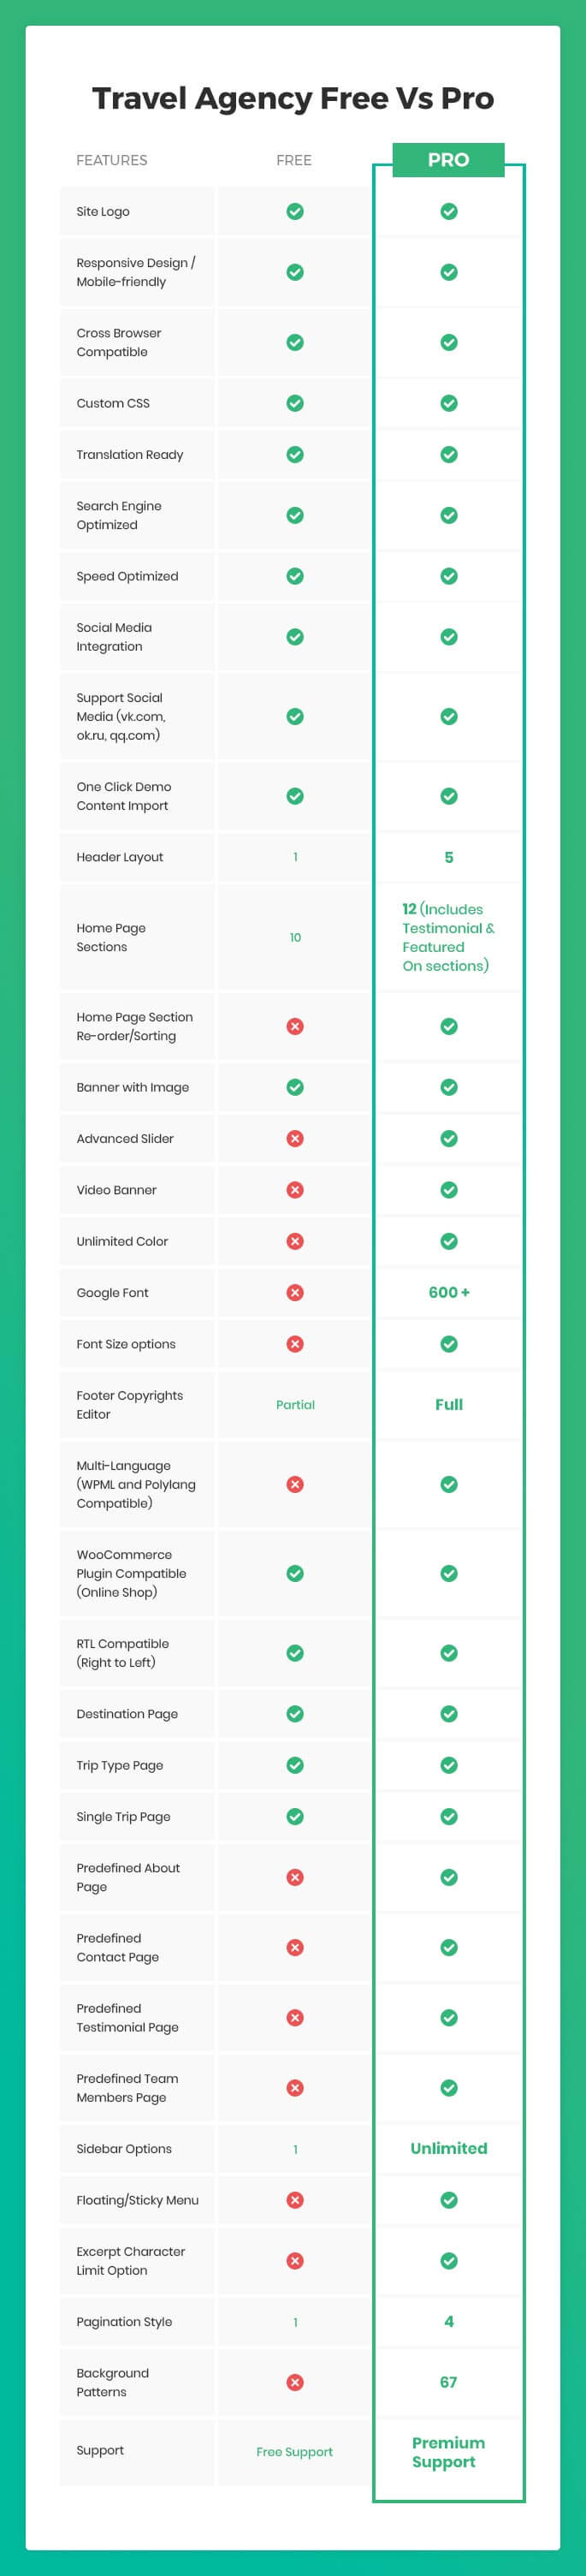 Travel Agency Free Vs Pro
FEATURES FREE PRO
Site Logo
Responsive Design /
Mobile-friendly
Cross Browser
Compatible
Custom CSS
Translation Ready
Search Engine
Optimized
Speed Optimized
Social Media
Integration
Support Social
Media (vk.com,
ok.ru, qq.com)
One Click Demo
Content Import
Header Layout 1 5
Home Page
Sections
10
12 (Includes
Testimonial &
Featured
On sections)
Home Page Section
Re-order/Sorting
Banner with Image
Advanced Slider
Video Banner
Unlimited Color
Google Font 600 +
Font Size options
Footer Copyrights
Editor
Partial Full
Multi-Language
(WPML and Polylang
Compatible)
WooCommerce
Plugin Compatible
(Online Shop)
RTL Compatible
(Right to Left)
Destination Page
Trip Type Page
Single Trip Page
Predefined About
Page
Predefined
Contact Page
Predefined
Testimonial Page
Predefined Team
Members Page
Sidebar Options 1 Unlimited
Floating/Sticky Menu
Excerpt Character
Limit Option
Pagination Style 1 4
Background
Patterns
67
Support Free Support
Premium
Support